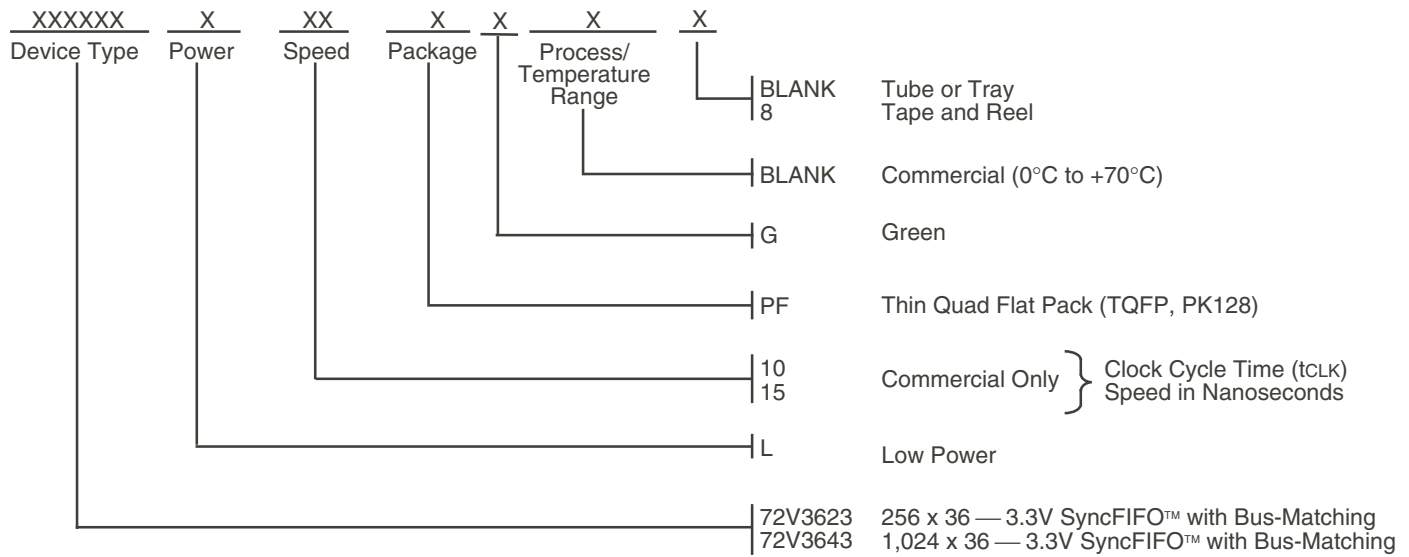 XXXXXX X XX X X X X
Device Type Power Speed Package Process/
Temperature
Range
BLANK Tube or Tray
8 Tape and Reel
BLANK Commercial (0°C to +70°C)
G Green
PF Thin Quad Flat Pack (TQFP, PK128)
10
15
Commercial Only
Clock Cycle Time (tCLK)
Speed in Nanoseconds
L Low Power
72V3623 256 x 36 — 3.3V SyncFIFO™ with Bus-Matching
72V3643 1,024 x 36 — 3.3V SyncFIFO™ with Bus-Matching